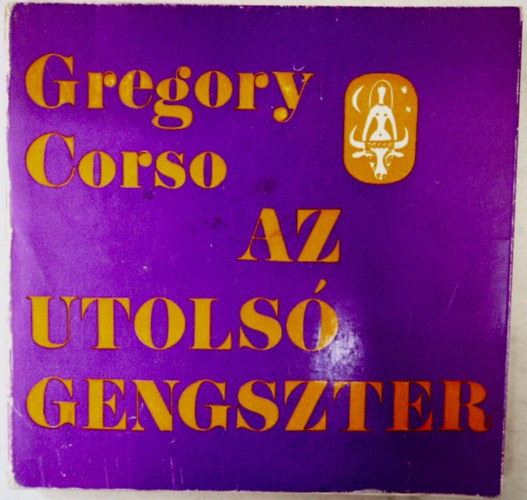 Gregory
Corso
AZ
UTOLSÓ
GENGSZTER